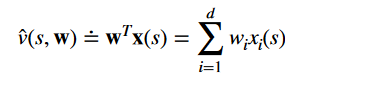 v̂(s, w) ≐ wᵀx(s) = ∑ᵢ₌₁ᵈ wᵢxᵢ(s)